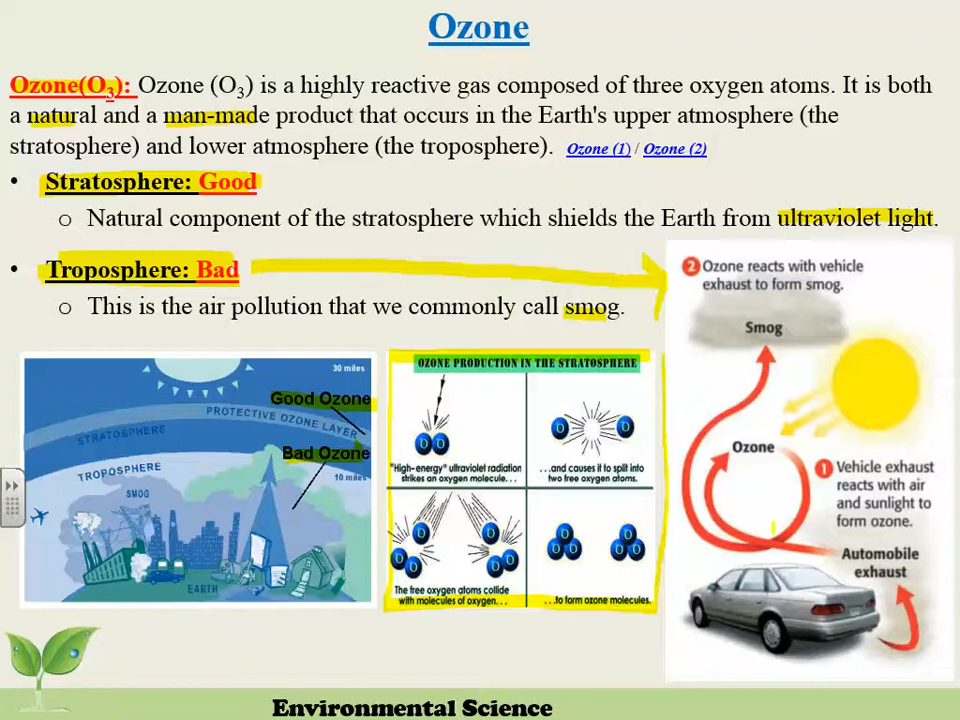 Ozone
Ozone(O3): Ozone (O3) is a highly reactive gas composed of three oxygen atoms. It is both
a natural and a man-made product that occurs in the Earth's upper atmosphere (the
stratosphere) and lower atmosphere (the troposphere). Ozone (1) / Ozone (2)
• Stratosphere: Good
o Natural component of the stratosphere which shields the Earth from ultraviolet light.
• Troposphere: Bad
o This is the air pollution that we commonly call smog.
30 miles
Good Ozone
PROTECTIVE OZONE LAYER
STRATOSPHERE
Bad Ozone
TROPOSPHERE
10 miles
SMOG
EARTH
OZONE PRODUCTION IN THE STRATOSPHERE
O O
"High-energy" ultraviolet radiation
strikes an oxygen molecule...
O O
...and causes it to split into
two free oxygen atoms.
O O
O O O O
The free oxygen atoms collide
with molecules of oxygen...
O O
O O O O
...to form ozone molecules.
2 Ozone reacts with vehicle
exhaust to form smog.
Smog
Ozone
1 Vehicle exhaust
reacts with air
and sunlight to
form ozone.
Automobile
exhaust
Environmental Science